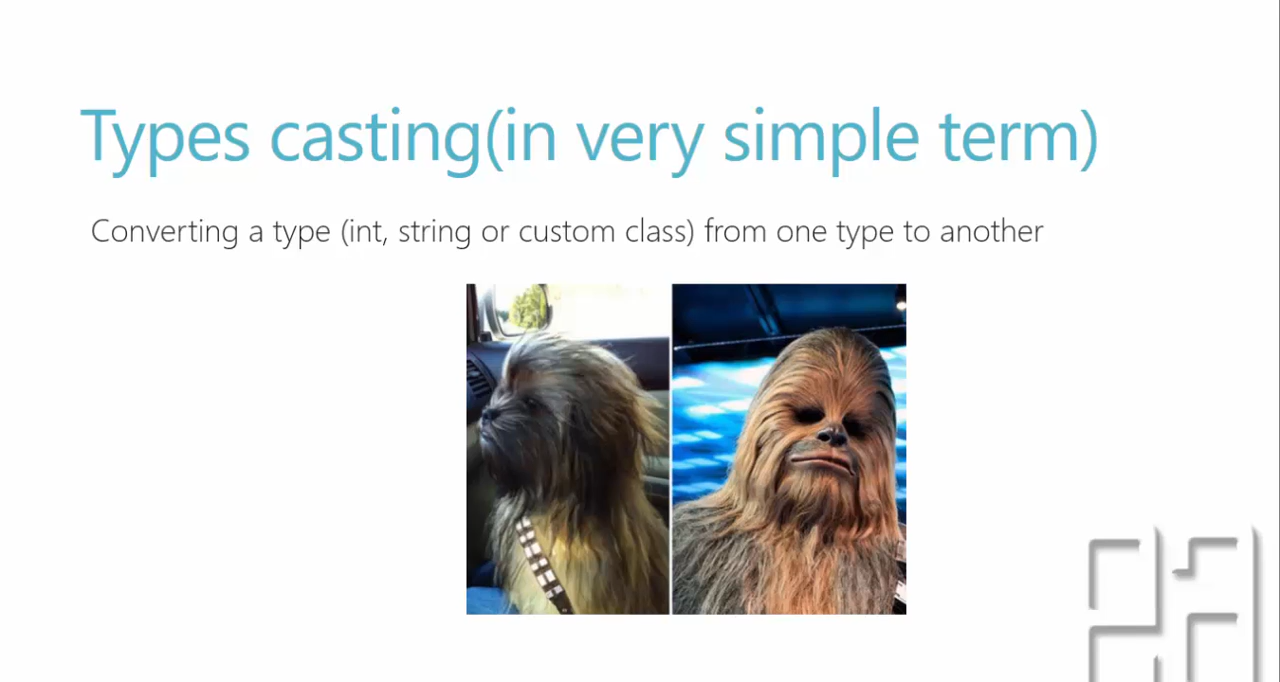 Types casting(in very simple term)
Converting a type (int, string or custom class) from one type to another